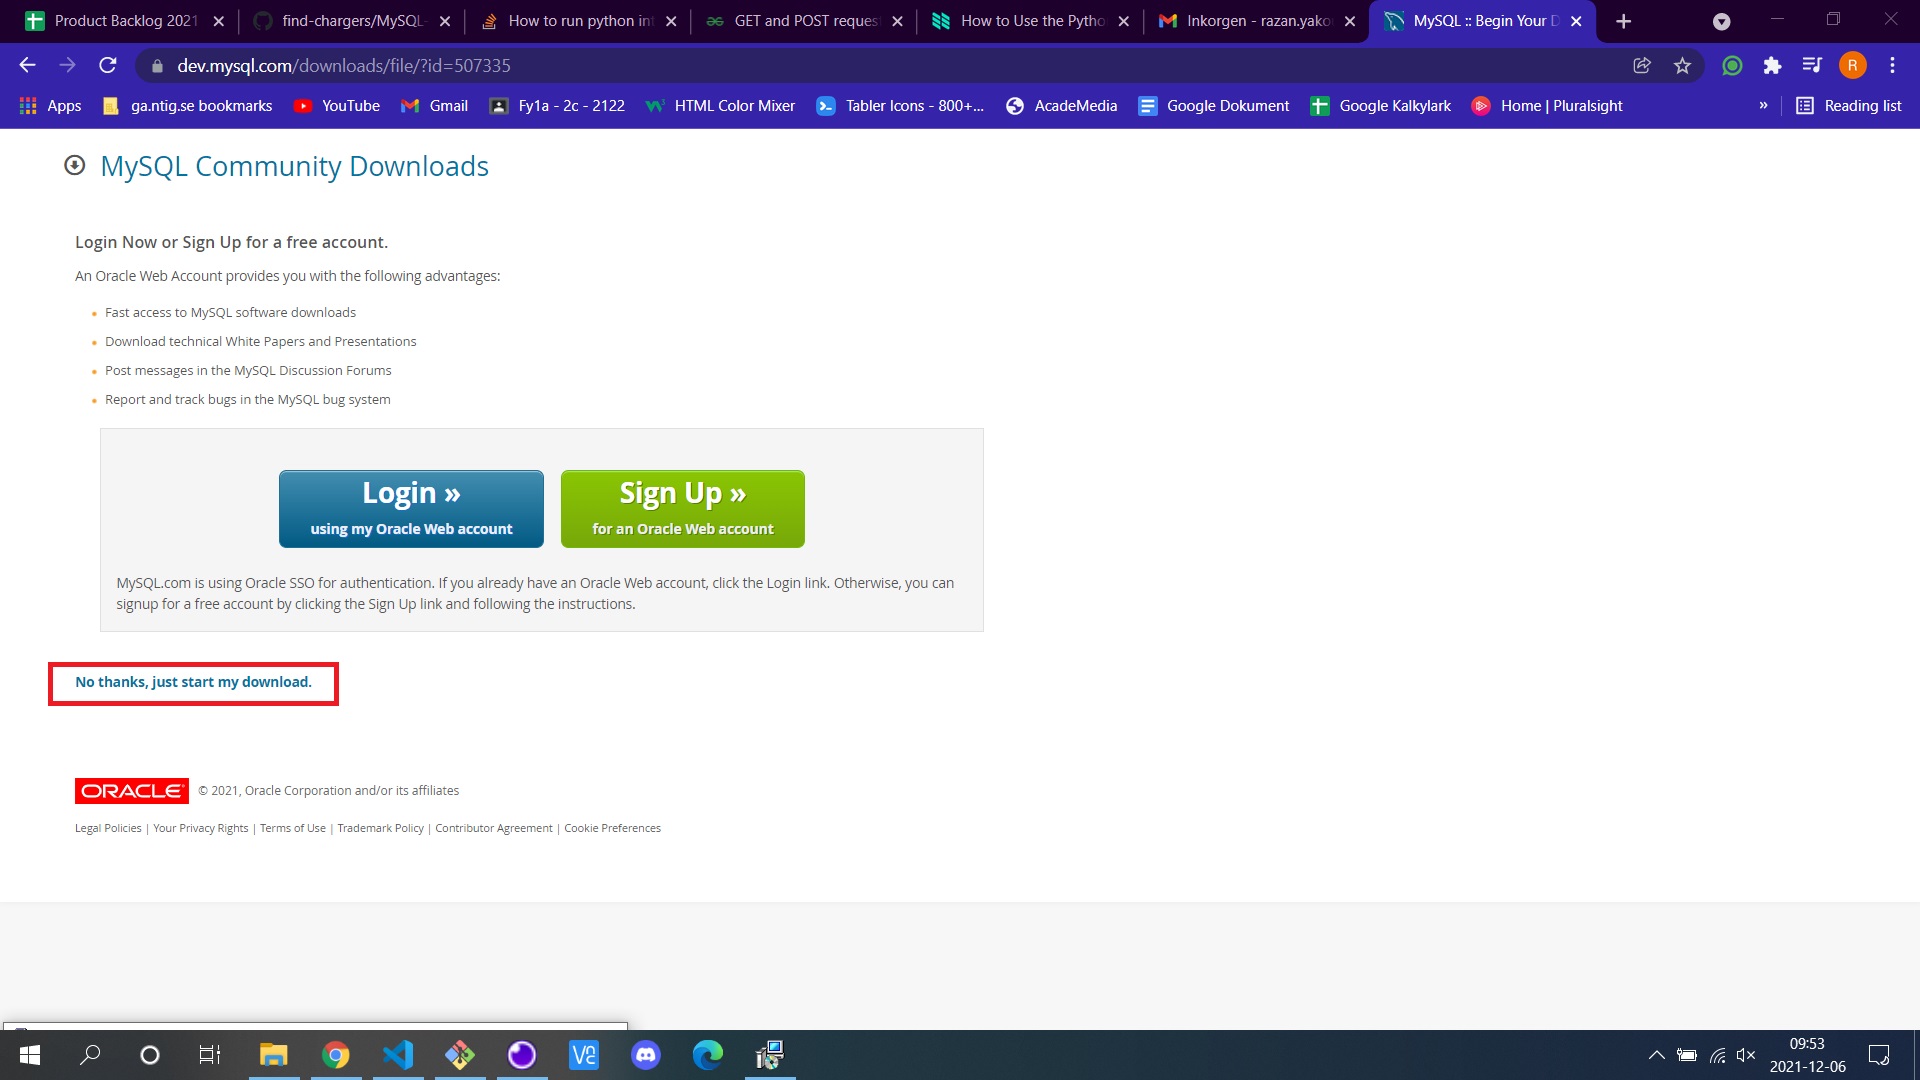 Product Backlog 2021
find-chargers/MySQL-
How to run python int
GET and POST request
How to Use the Pytho
Inkorgen - razan.yako
MySQL :: Begin Your D
dev.mysql.com/downloads/file/?id=507335
R
Apps
ga.ntig.se bookmarks
YouTube
Gmail
Fy1a - 2c - 2122
HTML Color Mixer
Tabler Icons - 800+...
AcadeMedia
Google Dokument
Google Kalkylark
Home | Pluralsight
»
Reading list
MySQL Community Downloads
Login Now or Sign Up for a free account.
An Oracle Web Account provides you with the following advantages:
Fast access to MySQL software downloads
Download technical White Papers and Presentations
Post messages in the MySQL Discussion Forums
Report and track bugs in the MySQL bug system
Login »
using my Oracle Web account
Sign Up »
for an Oracle Web account
MySQL.com is using Oracle SSO for authentication. If you already have an Oracle Web account, click the Login link. Otherwise, you can
signup for a free account by clicking the Sign Up link and following the instructions.
No thanks, just start my download.
ORACLE © 2021, Oracle Corporation and/or its affiliates
Legal Policies | Your Privacy Rights | Terms of Use | Trademark Policy | Contributor Agreement | Cookie Preferences
09:53
2021-12-06